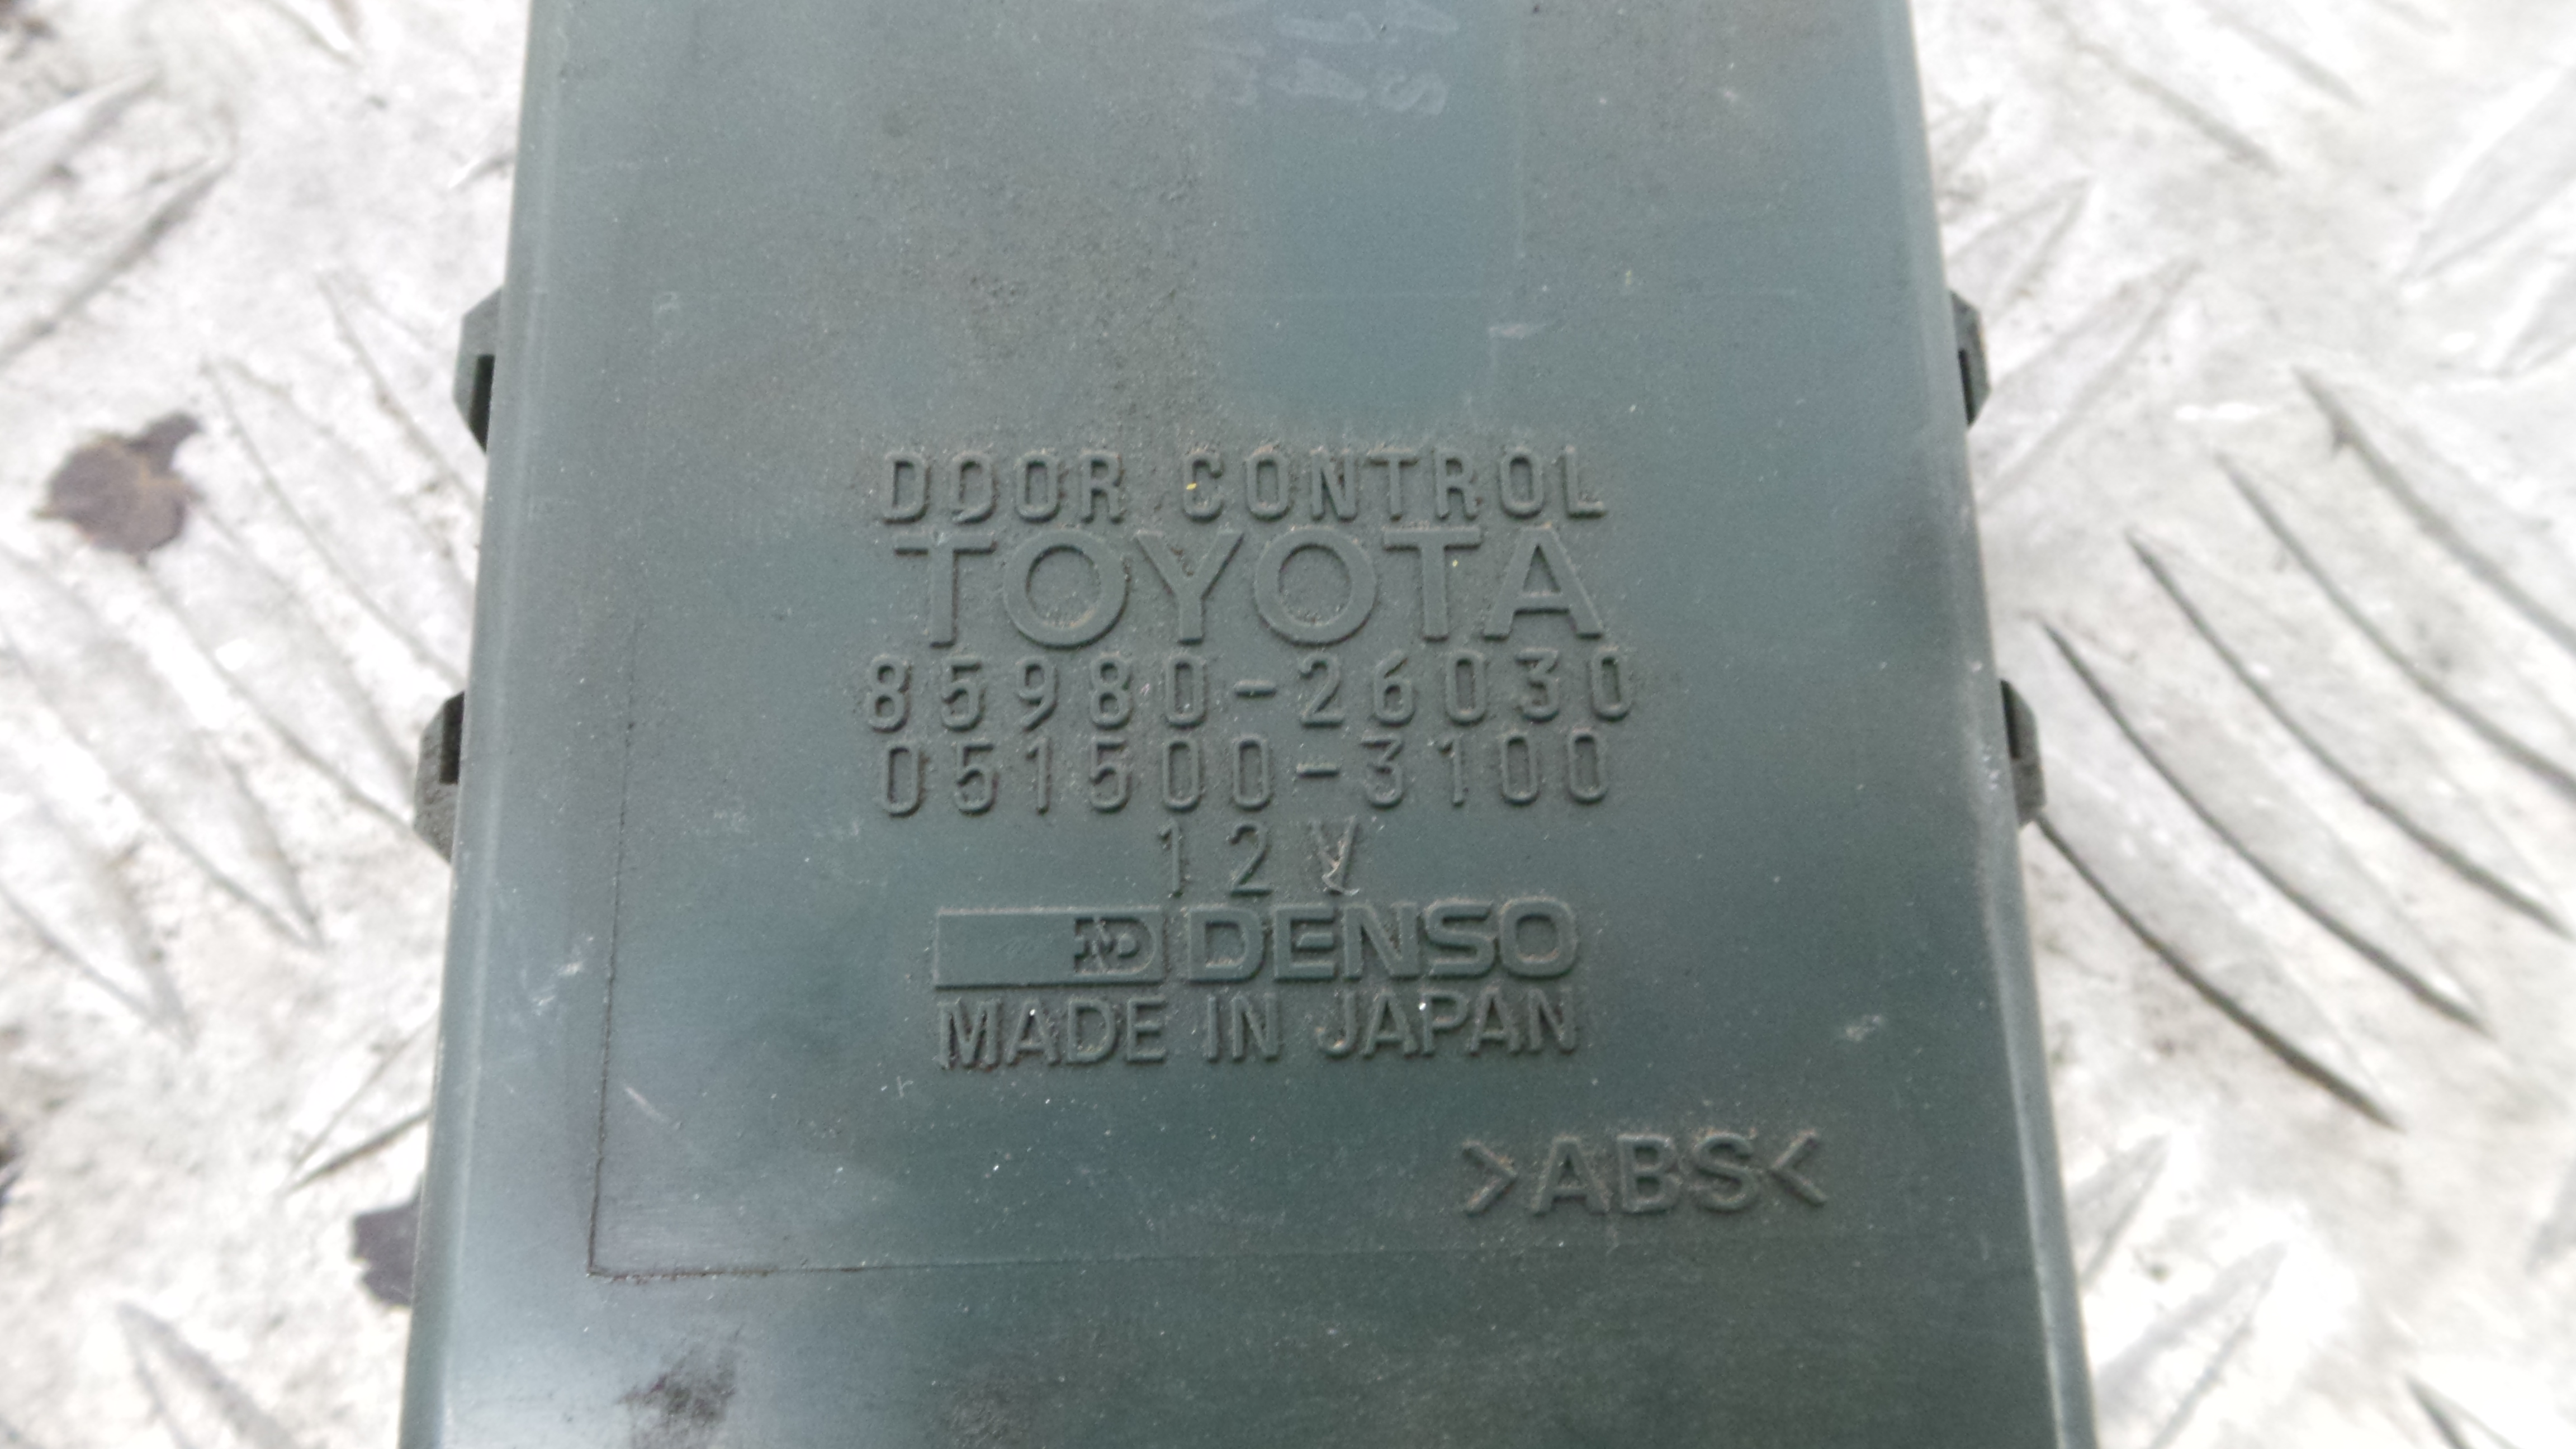 DOOR CONTROL
TOYOTA
85980-26030
051500-3100
12V
ND DENSO
MADE IN JAPAN
>ABS<